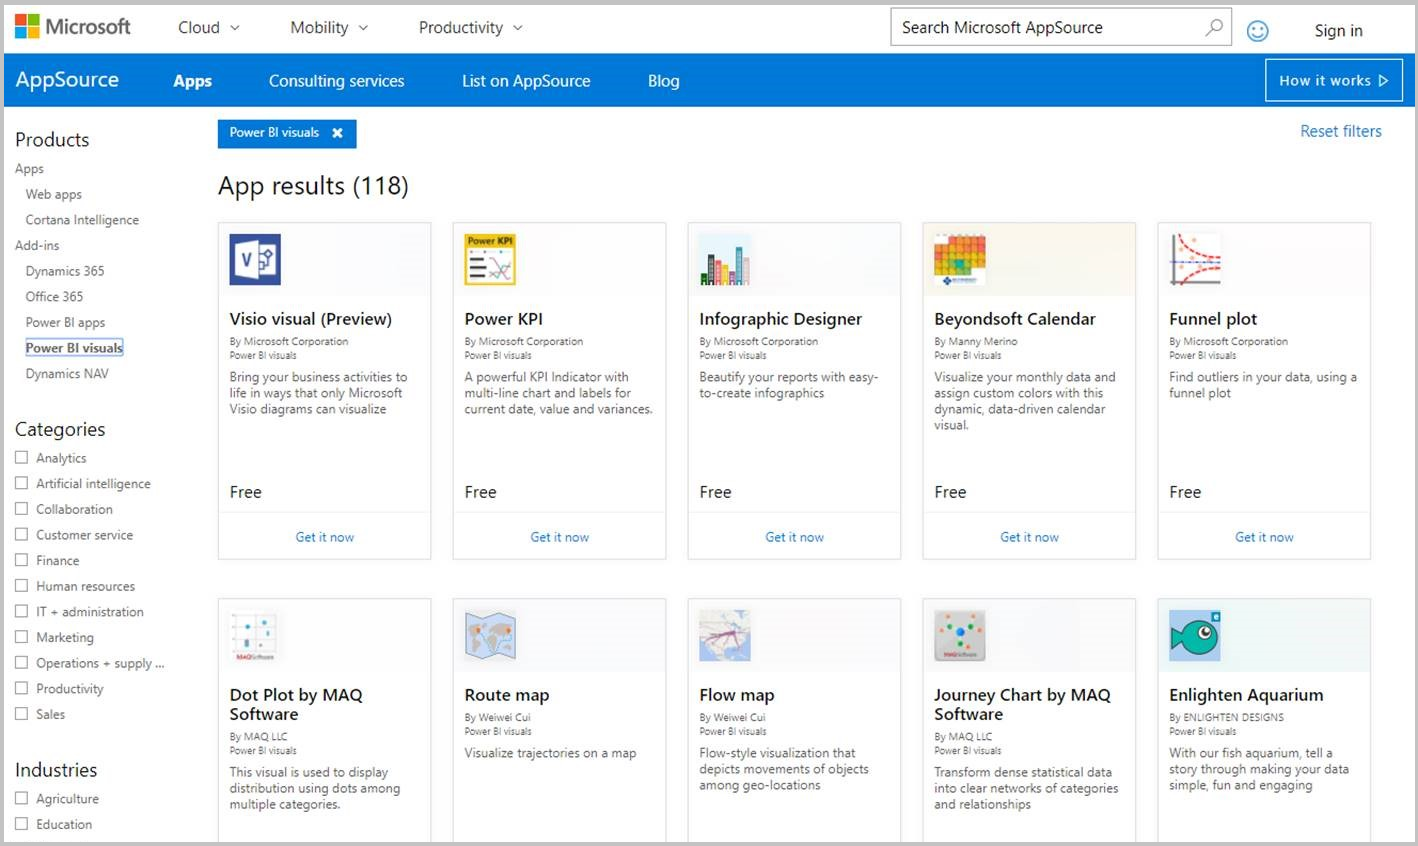 Microsoft Cloud Mobility Productivity Search Microsoft AppSource Sign in
AppSource Apps Consulting services List on AppSource Blog How it works
Products
Apps
Web apps
Cortana Intelligence
Add-ins
Dynamics 365
Office 365
Power BI apps
Power BI visuals
Dynamics NAV
Categories
Analytics
Artificial intelligence
Collaboration
Customer service
Finance
Human resources
IT + administration
Marketing
Operations + supply ...
Productivity
Sales
Industries
Agriculture
Education
Power BI visuals
Reset filters
App results (118)
Visio visual (Preview)
By Microsoft Corporation
Power BI visuals
Bring your business activities to
life in ways that only Microsoft
Visio diagrams can visualize
Free
Get it now
Power KPI
Power KPI
By Microsoft Corporation
Power BI visuals
A powerful KPI Indicator with
multi-line chart and labels for
current date, value and variances.
Free
Get it now
Infographic Designer
By Microsoft Corporation
Power BI visuals
Beautify your reports with easy-
to-create infographics
Free
Get it now
Beyondsoft Calendar
By Manny Merino
Power BI visuals
Visualize your monthly data and
assign custom colors with this
dynamic, data-driven calendar
visual.
Free
Get it now
Funnel plot
By Microsoft Corporation
Power BI visuals
Find outliers in your data, using a
funnel plot
Free
Get it now
MAQSoftware
Dot Plot by MAQ
Software
By MAQ LLC
Power BI visuals
This visual is used to display
distribution using dots among
multiple categories.
Route map
By Weiwei Cui
Power BI visuals
Visualize trajectories on a map
Flow map
By Weiwei Cui
Power BI visuals
Flow-style visualization that
depicts movements of objects
among geo-locations
MAQSoftware
Journey Chart by MAQ
Software
By MAQ LLC
Power BI visuals
Transform dense statistical data
into clear networks of categories
and relationships
Enlighten Aquarium
By ENLIGHTEN DESIGNS
Power BI visuals
With our fish aquarium, tell a
story through making your data
simple, fun and engaging